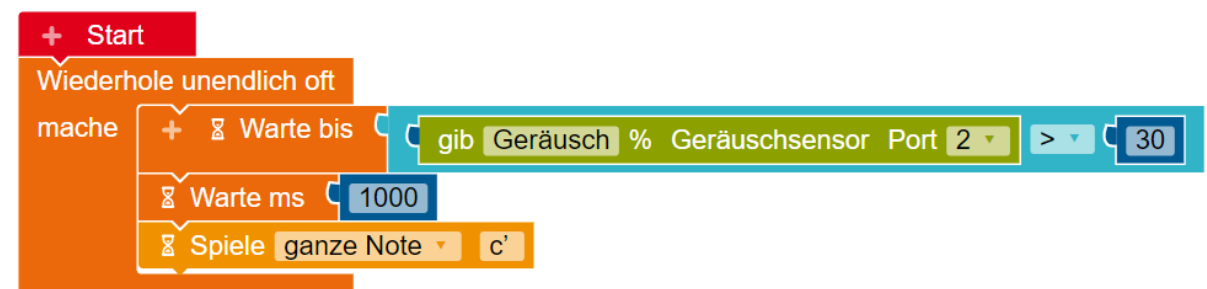 + Start
Wiederhole unendlich oft
mache + Warte bis gib Geräusch % Geräuschsensor Port 2 > 30
Warte ms 1000
Spiele ganze Note c’